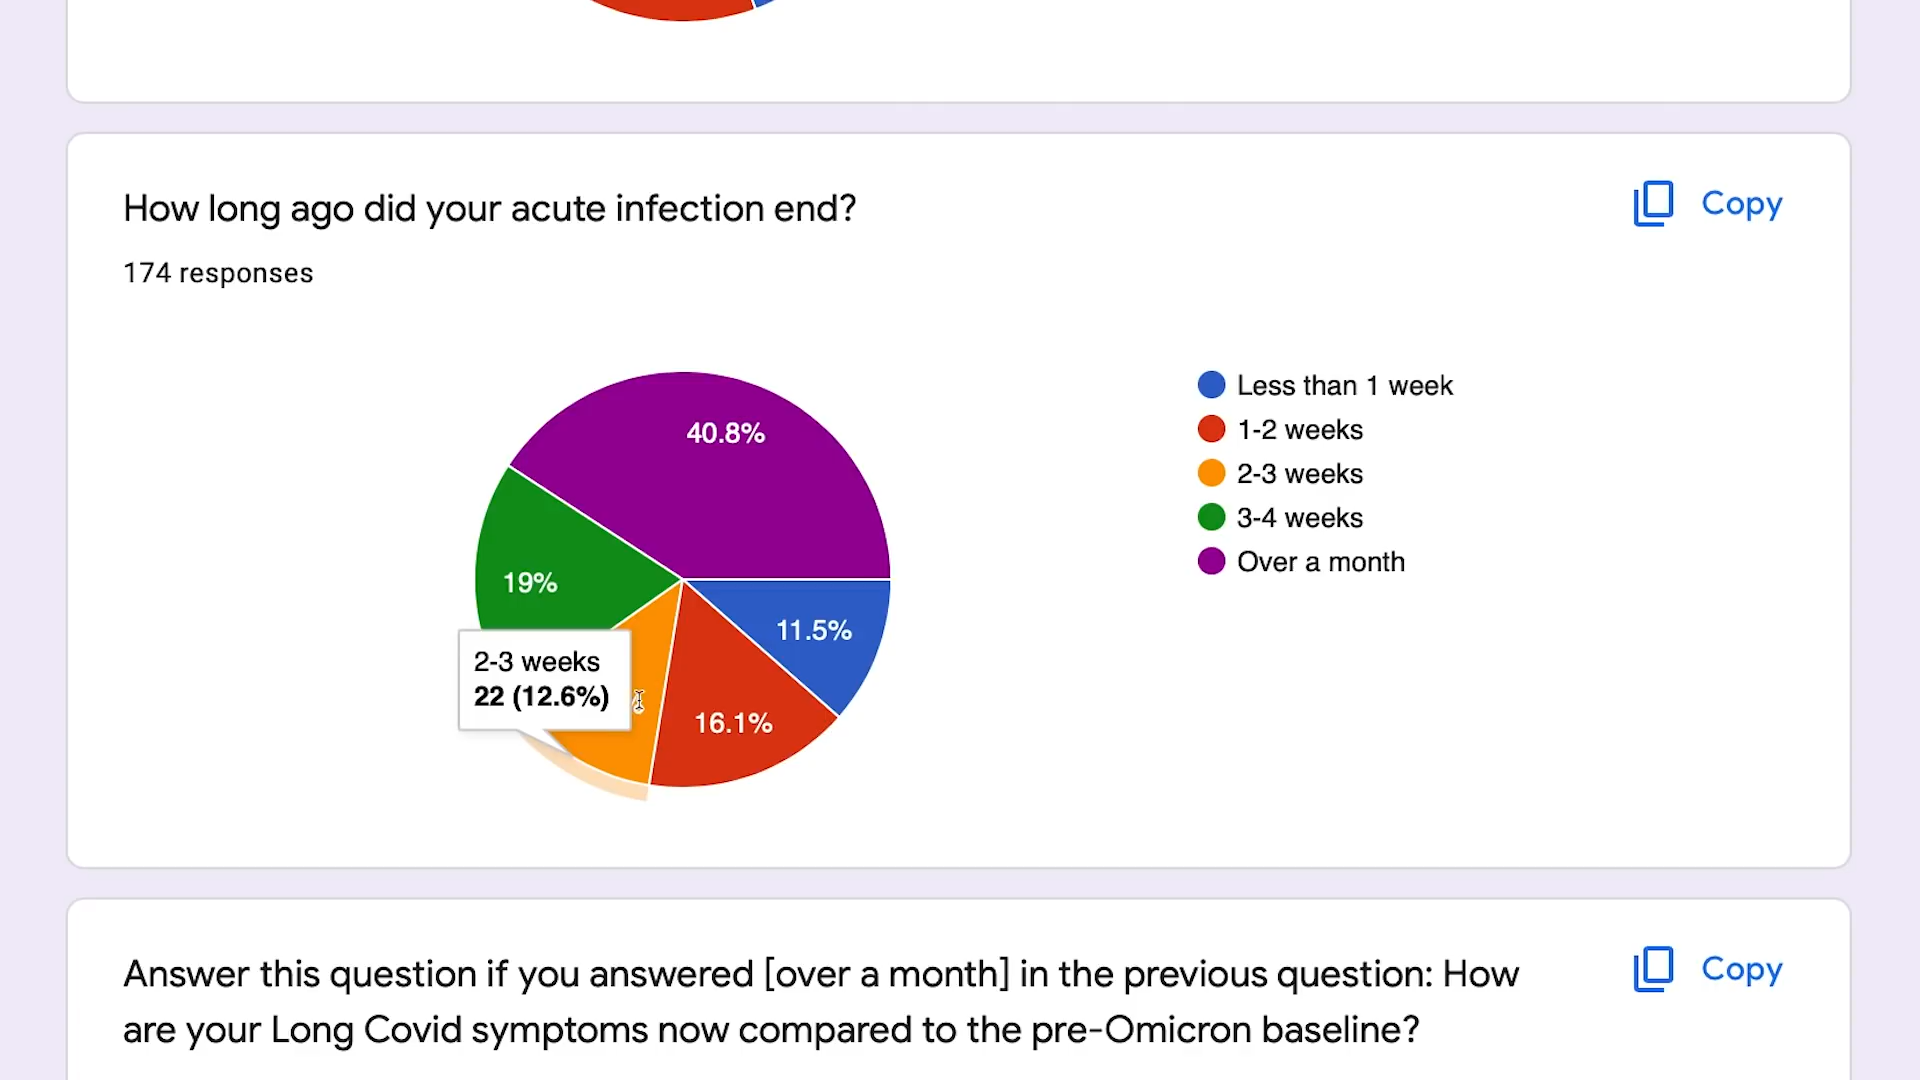 How long ago did your acute infection end?
Copy
174 responses
40.8%
19%
11.5%
16.1%
2-3 weeks
22 (12.6%)
Less than 1 week
1-2 weeks
2-3 weeks
3-4 weeks
Over a month
Answer this question if you answered [over a month] in the previous question: How
are your Long Covid symptoms now compared to the pre-Omicron baseline?
Copy